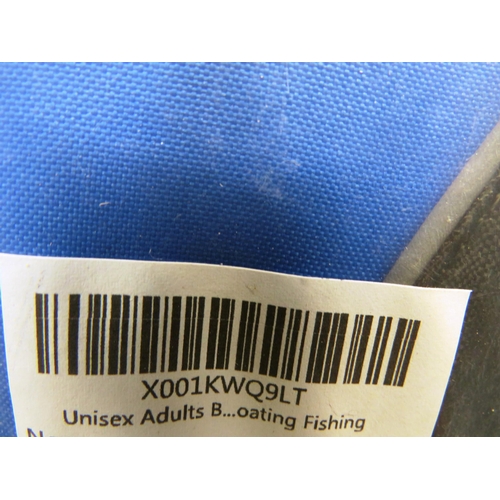 X001KWQ9LT
Unisex Adults B...oating Fishing